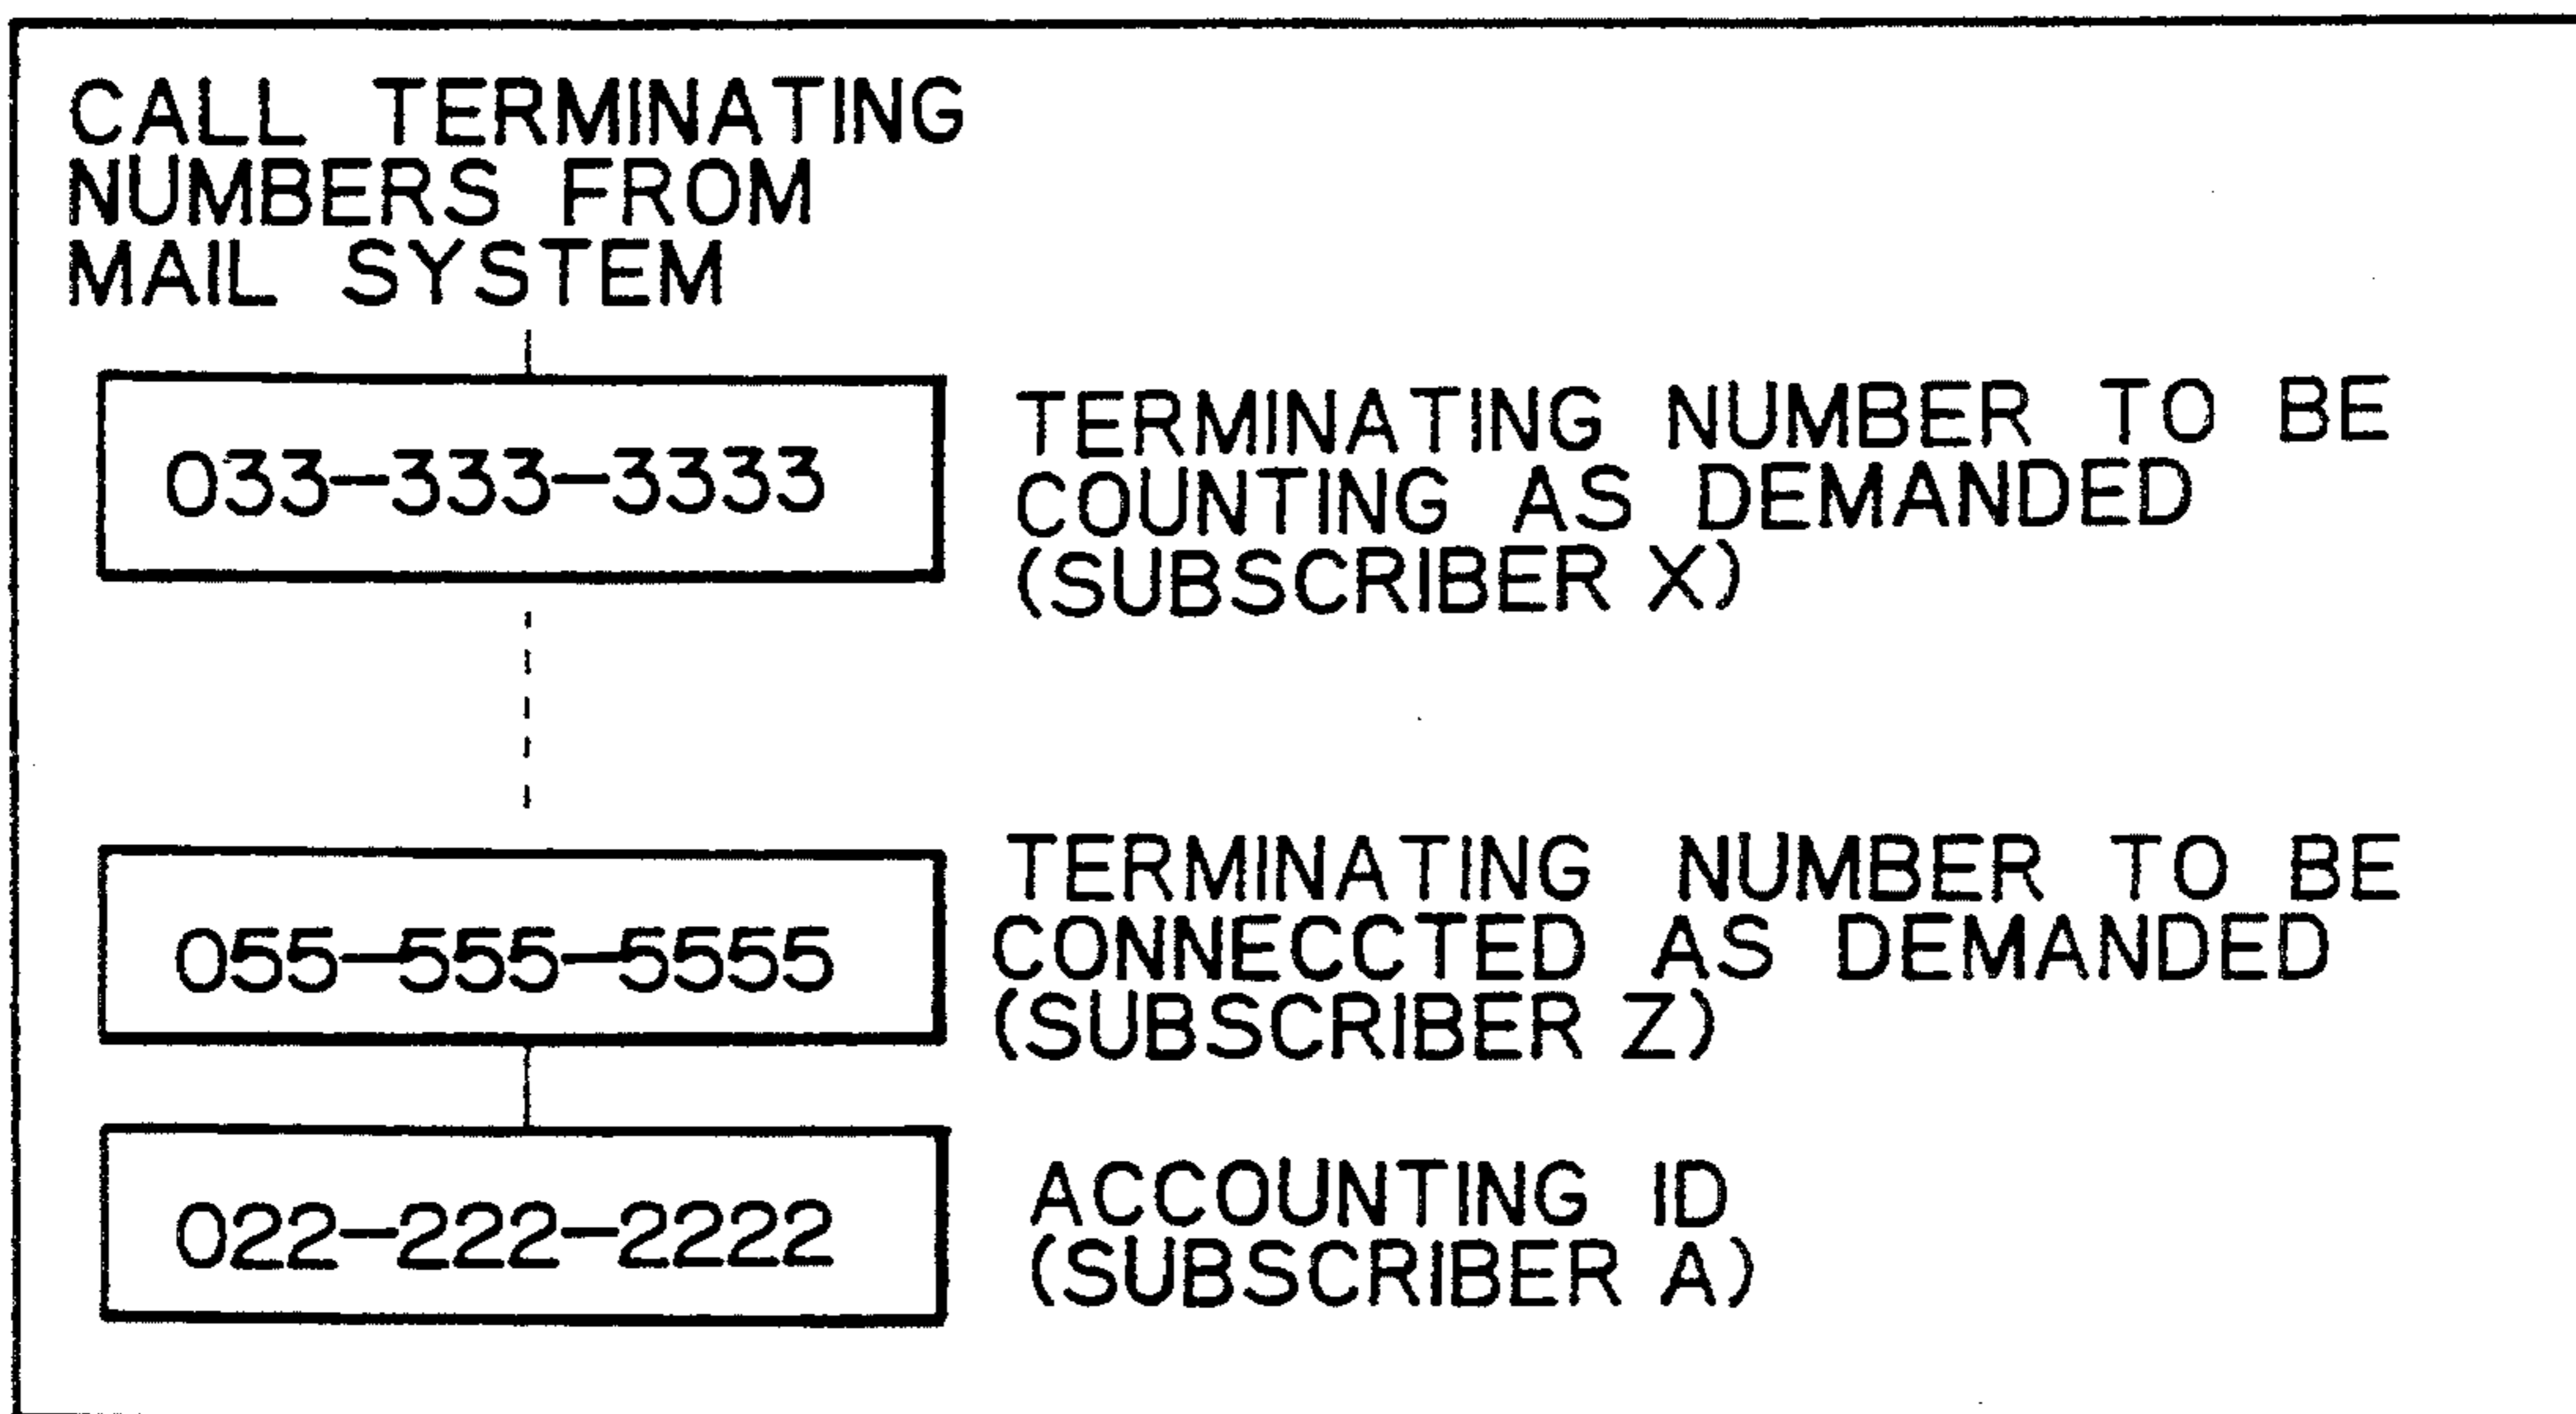 CALL TERMINATING
NUMBERS FROM
MAIL SYSTEM
033-333-3333
TERMINATING NUMBER TO BE
COUNTING AS DEMANDED
(SUBSCRIBER X)
055-555-5555
TERMINATING NUMBER TO BE
CONNECCTED AS DEMANDED
(SUBSCRIBER Z)
022-222-2222
ACCOUNTING ID
(SUBSCRIBER A)